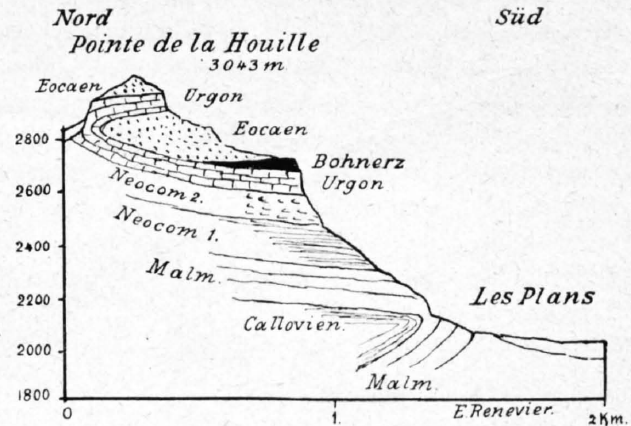 Nord Süd
Pointe de la Houille
3043 m
Eocaen
Urgon
Eocaen
2800
Bohnerz
Urgon
2600
Neocom 2.
Neocom 1.
2400
Malm.
2200
Les Plans
Callovien.
2000
Malm.
1800
E. Renevier.
0 1. 2 Km.